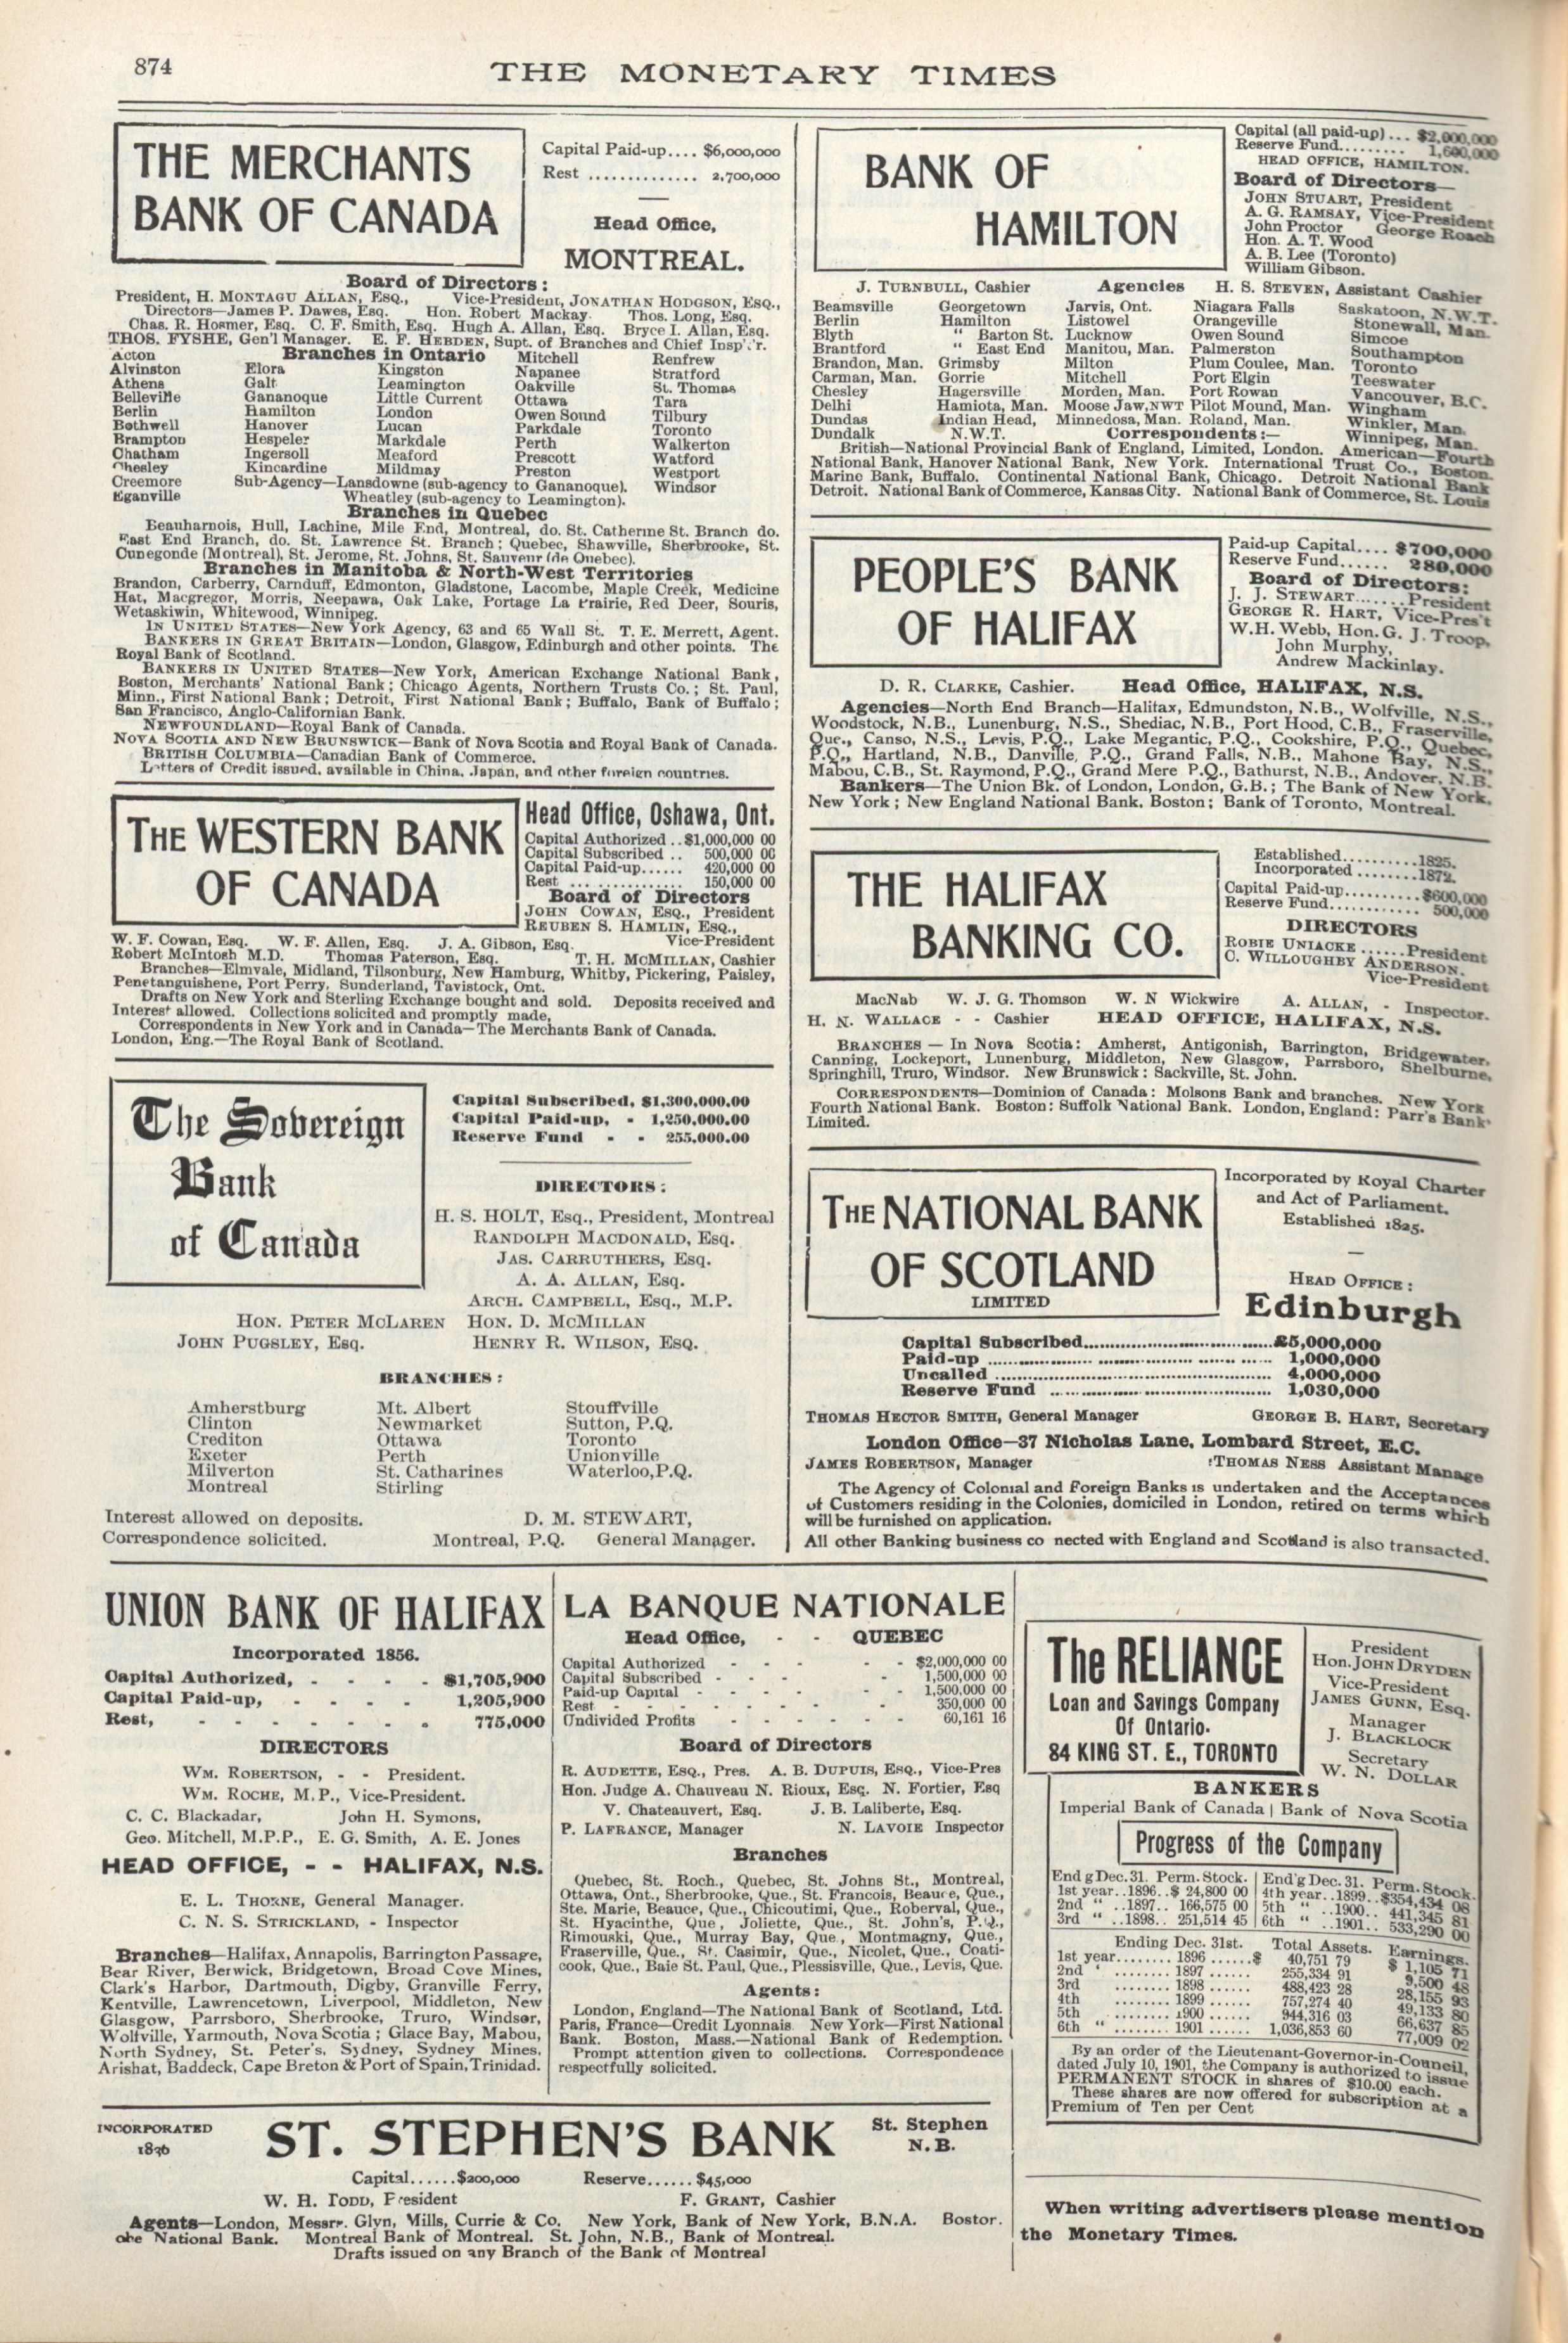 874
THE MONETARY TIMES
THE MERCHANTS
BANK OF CANADA
Capital Paid-up.... $6,000,000
Rest .............. 2,700,000
Head Office,
MONTREAL.
Board of Directors:
President, H. MONTAGU ALLAN, ESQ., Vice-President, JONATHAN HODGSON, ESQ.,
Directors—James P. Dawes, Esq. Hon. Robert Mackay. Thos. Long, Esq.
Chas. R. Hosmer, Esq. C. F. Smith, Esq. Hugh A. Allan, Esq. Bryce I. Allan, Esq.
THOS. FYSHE, Gen'l Manager. E. F. HEBDEN, Supt. of Branches and Chief Insp'r.
Branches in Ontario
Acton Mitchell Renfrew
Alvinston Elora Kingston Napanee Stratford
Athens Galt Leamington Oakville St. Thomas
Belleville Gananoque Little Current Ottawa Tara
Berlin Hamilton London Owen Sound Tilbury
Bothwell Hanover Lucan Parkdale Toronto
Brampton Hespeler Markdale Perth Walkerton
Chatham Ingersoll Meaford Prescott Watford
Chesley Kincardine Mildmay Preston Westport
Creemore Sub-Agency—Lansdowne (sub-agency to Gananoque). Windsor
Eganville Wheatley (sub-agency to Leamington).
Branches in Quebec
Beauharnois, Hull, Lachine, Mile End, Montreal, do. St. Catherine St. Branch do.
East End Branch, do. St. Lawrence St. Branch; Quebec, Shawville, Sherbrooke, St.
Cunegonde (Montreal), St. Jerome, St. Johns, St. Sauveur (de Quebec).
Branches in Manitoba & North-West Territories
Brandon, Carberry, Carnduff, Edmonton, Gladstone, Lacombe, Maple Creek, Medicine
Hat, Macgregor, Morris, Neepawa, Oak Lake, Portage La Prairie, Red Deer, Souris,
Wetaskiwin, Whitewood, Winnipeg.
IN UNITED STATES—New York Agency, 63 and 65 Wall St. T. E. Merrett, Agent.
BANKERS IN GREAT BRITAIN—London, Glasgow, Edinburgh and other points. The
Royal Bank of Scotland.
BANKERS IN UNITED STATES—New York, American Exchange National Bank,
Boston, Merchants' National Bank; Chicago Agents, Northern Trusts Co.; St. Paul,
Minn., First National Bank; Detroit, First National Bank; Buffalo, Bank of Buffalo;
San Francisco, Anglo-Californian Bank.
NEWFOUNDLAND—Royal Bank of Canada.
NOVA SCOTIA AND NEW BRUNSWICK—Bank of Nova Scotia and Royal Bank of Canada.
BRITISH COLUMBIA—Canadian Bank of Commerce.
Letters of Credit issued, available in China, Japan, and other foreign countries.
THE WESTERN BANK
OF CANADA
Head Office, Oshawa, Ont.
Capital Authorized .. $1,000,000 00
Capital Subscribed .. 500,000 00
Capital Paid-up...... 420,000 00
Rest ................ 150,000 00
Board of Directors
JOHN COWAN, ESQ., President
REUBEN S. HAMLIN, ESQ.,
Vice-President
W. F. Cowan, Esq. W. F. Allen, Esq. J. A. Gibson, Esq.
Robert McIntosh M.D. Thomas Paterson, Esq. T. H. MCMILLAN, Cashier
Branches—Elmvale, Midland, Tilsonburg, New Hamburg, Whitby, Pickering, Paisley,
Penetanguishene, Port Perry, Sunderland, Tavistock, Ont.
Drafts on New York and Sterling Exchange bought and sold. Deposits received and
Interest allowed. Collections solicited and promptly made,
Correspondents in New York and in Canada—The Merchants Bank of Canada.
London, Eng.—The Royal Bank of Scotland.
The Sovereign
Bank
of Canada
Capital Subscribed, $1,300,000.00
Capital Paid-up, - 1,250,000.00
Reserve Fund - - 255,000.00
DIRECTORS:
H. S. HOLT, Esq., President, Montreal
RANDOLPH MACDONALD, Esq.
JAS. CARRUTHERS, Esq.
A. A. ALLAN, Esq.
ARCH. CAMPBELL, Esq., M.P.
HON. PETER MCLAREN HON. D. MCMILLAN
JOHN PUGSLEY, Esq. HENRY R. WILSON, ESQ.
BRANCHES:
Amherstburg Mt. Albert Stouffville
Clinton Newmarket Sutton, P.Q.
Crediton Ottawa Toronto
Exeter Perth Unionville
Milverton St. Catharines Waterloo, P.Q.
Montreal Stirling
Interest allowed on deposits. D. M. STEWART,
Correspondence solicited. Montreal, P.Q. General Manager.
BANK OF
HAMILTON
Capital (all paid-up) ... $2,000,000
Reserve Fund......... 1,600,000
HEAD OFFICE, HAMILTON.
Board of Directors—
JOHN STUART, President
A. G. RAMSAY, Vice-President
John Proctor George Roach
Hon. A. T. Wood
A. B. Lee (Toronto)
William Gibson.
J. TURNBULL, Cashier Agencies H. S. STEVEN, Assistant Cashier
Beamsville Georgetown Jarvis, Ont. Niagara Falls Saskatoon, N.W.T.
Berlin Hamilton Listowel Orangeville Stonewall, Man.
Blyth " Barton St. Lucknow Owen Sound Simcoe
Brantford " East End Manitou, Man. Palmerston Southampton
Brandon, Man. Grimsby Milton Plum Coulee, Man. Toronto
Carman, Man. Gorrie Mitchell Port Elgin Teeswater
Chesley Hagersville Morden, Man. Port Rowan Vancouver, B.C.
Delhi Hamiota, Man. Moose Jaw, NWT Pilot Mound, Man. Wingham
Dundas Indian Head, Minnedosa, Man. Roland, Man. Winkler, Man.
Dundalk N.W.T. Correspondents:— Winnipeg, Man.
British—National Provincial Bank of England, Limited, London. American—Fourth
National Bank, Hanover National Bank, New York. International Trust Co., Boston.
Marine Bank, Buffalo. Continental National Bank, Chicago. Detroit National Bank
Detroit. National Bank of Commerce, Kansas City. National Bank of Commerce, St. Louis
PEOPLE'S BANK
OF HALIFAX
Paid-up Capital.... $700,000
Reserve Fund...... 280,000
Board of Directors:
J. J. STEWART.......President
GEORGE R. HART, Vice-Pres't
W.H. Webb, Hon. G. J. Troop,
John Murphy,
Andrew Mackinlay.
D. R. CLARKE, Cashier. Head Office, HALIFAX, N.S.
Agencies—North End Branch—Halifax, Edmundston, N.B., Wolfville, N.S.,
Woodstock, N.B., Lunenburg, N.S., Shediac, N.B., Port Hood, C.B., Fraserville,
Que., Canso, N.S., Levis, P.Q., Lake Megantic, P.Q., Cookshire, P.Q., Quebec,
P.Q., Hartland, N.B., Danville, P.Q., Grand Falls, N.B., Mahone Bay, N.S.,
Mabou, C.B., St. Raymond, P.Q., Grand Mere P.Q., Bathurst, N.B., Andover, N.B.
Bankers—The Union Bk. of London, London, G.B.; The Bank of New York,
New York; New England National Bank, Boston; Bank of Toronto, Montreal.
THE HALIFAX
BANKING CO.
Established..........1825.
Incorporated ........1872.
Capital Paid-up..........$600,000
Reserve Fund............ 500,000
DIRECTORS
ROBIE UNIACKE ......President
C. WILLOUGHBY ANDERSON.
Vice-President
MacNab W. J. G. Thomson W. N Wickwire A. ALLAN, - Inspector.
H. N. WALLACE - - Cashier HEAD OFFICE, HALIFAX, N.S.
BRANCHES — In Nova Scotia: Amherst, Antigonish, Barrington, Bridgewater,
Canning, Lockeport, Lunenburg, Middleton, New Glasgow, Parrsboro, Shelburne,
Springhill, Truro, Windsor. New Brunswick: Sackville, St. John.
CORRESPONDENTS—Dominion of Canada: Molsons Bank and branches. New York
Fourth National Bank. Boston: Suffolk National Bank. London, England: Parr's Bank
Limited.
THE NATIONAL BANK
OF SCOTLAND
LIMITED
Incorporated by Royal Charter
and Act of Parliament.
Established 1825.
HEAD OFFICE:
Edinburgh
Capital Subscribed..........£5,000,000
Paid-up .......... 1,000,000
Uncalled .......... 4,000,000
Reserve Fund .......... 1,030,000
THOMAS HECTOR SMITH, General Manager GEORGE B. HART, Secretary
London Office—37 Nicholas Lane, Lombard Street, E.C.
JAMES ROBERTSON, Manager THOMAS NESS Assistant Manage
The Agency of Colonial and Foreign Banks is undertaken and the Acceptances
of Customers residing in the Colonies, domiciled in London, retired on terms which
will be furnished on application.
All other Banking business co nected with England and Scotland is also transacted.
UNION BANK OF HALIFAX
Incorporated 1856.
Capital Authorized, - - - - $1,705,900
Capital Paid-up, - - - - 1,205,900
Rest, - - - - - - - 775,000
DIRECTORS
WM. ROBERTSON, - - President.
WM. ROCHE, M.P., Vice-President.
C. C. Blackadar, John H. Symons,
Geo. Mitchell, M.P.P., E. G. Smith, A. E. Jones
HEAD OFFICE, - - HALIFAX, N.S.
E. L. THORNE, General Manager.
C. N. S. STRICKLAND, - Inspector
Branches—Halifax, Annapolis, Barrington Passage,
Bear River, Berwick, Bridgetown, Broad Cove Mines,
Clark's Harbor, Dartmouth, Digby, Granville Ferry,
Kentville, Lawrencetown, Liverpool, Middleton, New
Glasgow, Parrsboro, Sherbrooke, Truro, Windsor,
Wolfville, Yarmouth, Nova Scotia; Glace Bay, Mabou,
North Sydney, St. Peter's, Sydney, Sydney Mines,
Arishat, Baddeck, Cape Breton & Port of Spain, Trinidad.
LA BANQUE NATIONALE
Head Office, - - QUEBEC
Capital Authorized - - - - - $2,000,000 00
Capital Subscribed - - - - 1,500,000 00
Paid-up Capital - - - - - 1,500,000 00
Rest - - - - - - - 350,000 00
Undivided Profits - - - - - 60,161 16
Board of Directors
R. AUDETTE, ESQ., Pres. A. B. DUPUIS, ESQ., Vice-Pres
Hon. Judge A. Chauveau N. Rioux, Esq. N. Fortier, Esq
V. Chateauvert, Esq. J. B. Laliberte, Esq.
P. LAFRANCE, Manager N. LAVOIE Inspector
Branches
Quebec, St. Roch., Quebec, St. Johns St., Montreal,
Ottawa, Ont., Sherbrooke, Que., St. Francois, Beauce, Que.,
Ste. Marie, Beauce, Que., Chicoutimi, Que., Roberval, Que.,
St. Hyacinthe, Que, Joliette, Que., St. John's, P.Q.,
Rimouski, Que., Murray Bay, Que., Montmagny, Que.,
Fraserville, Que., St. Casimir, Que., Nicolet, Que., Coati-
cook, Que., Baie St. Paul, Que., Plessisville, Que., Levis, Que.
Agents:
London, England—The National Bank of Scotland, Ltd.
Paris, France—Credit Lyonnais New York—First National
Bank. Boston, Mass.—National Bank of Redemption.
Prompt attention given to collections. Correspondence
respectfully solicited.
The RELIANCE
Loan and Savings Company
Of Ontario.
84 KING ST. E., TORONTO
President
Hon. JOHN DRYDEN
Vice-President
JAMES GUNN, Esq.
Manager
J. BLACKLOCK
Secretary
W. N. DOLLAR
BANKERS
Imperial Bank of Canada | Bank of Nova Scotia
Progress of the Company
End g Dec. 31. Perm. Stock. End'g Dec. 31. Perm. Stock.
1st year..1896..$ 24,800 00 4th year..1899..$354,434 08
2nd " ..1897.. 166,575 00 5th " ..1900.. 441,345 81
3rd " ..1898.. 251,514 45 6th " ..1901.. 533,290 00
Ending Dec. 31st. Total Assets. Earnings.
1st year........ 1896 ......$ 40,751 79 $ 1,105 71
2nd ' ........ 1897 ...... 255,334 91 9,500 48
3rd ........ 1898 ...... 488,423 28 28,155 93
4th ........ 1899 ...... 757,274 40 49,133 80
5th ........ 1900 ...... 944,316 03 66,637 85
6th " ........ 1901 ...... 1,036,853 60 77,009 02
By an order of the Lieutenant-Governor-in-Council,
dated July 10, 1901, the Company is authorized to issue
PERMANENT STOCK in shares of $10.00 each.
These shares are now offered for subscription at a
Premium of Ten per Cent
INCORPORATED
1836
ST. STEPHEN'S BANK
St. Stephen
N.B.
Capital......$200,000 Reserve......$45,000
W. H. TODD, President F. GRANT, Cashier
Agents—London, Messrs. Glyn, Mills, Currie & Co. New York, Bank of New York, B.N.A. Bostor.
National Bank. Montreal Bank of Montreal. St. John, N.B., Bank of Montreal.
Drafts issued on any Branch of the Bank of Montreal
When writing advertisers please mention
the Monetary Times.